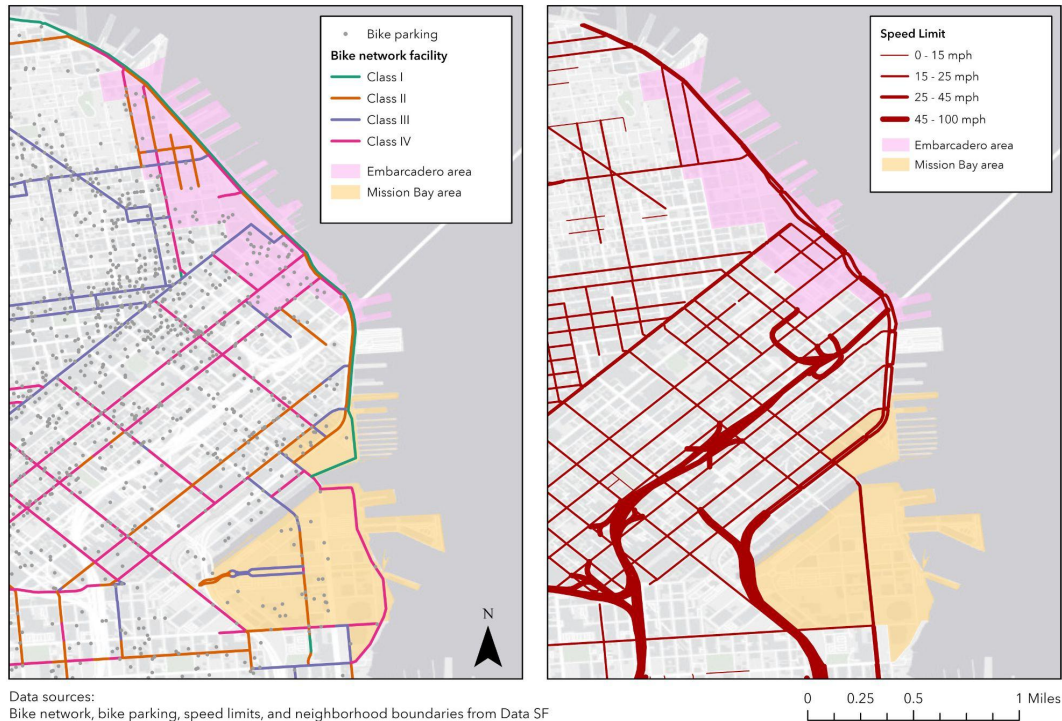 Bike parking
Bike network facility
Class I
Class II
Class III
Class IV
Embarcadero area
Mission Bay area
N
Speed Limit
0 - 15 mph
15 - 25 mph
25 - 45 mph
45 - 100 mph
Embarcadero area
Mission Bay area
Data sources:
Bike network, bike parking, speed limits, and neighborhood boundaries from Data SF
0 0.25 0.5 1 Miles